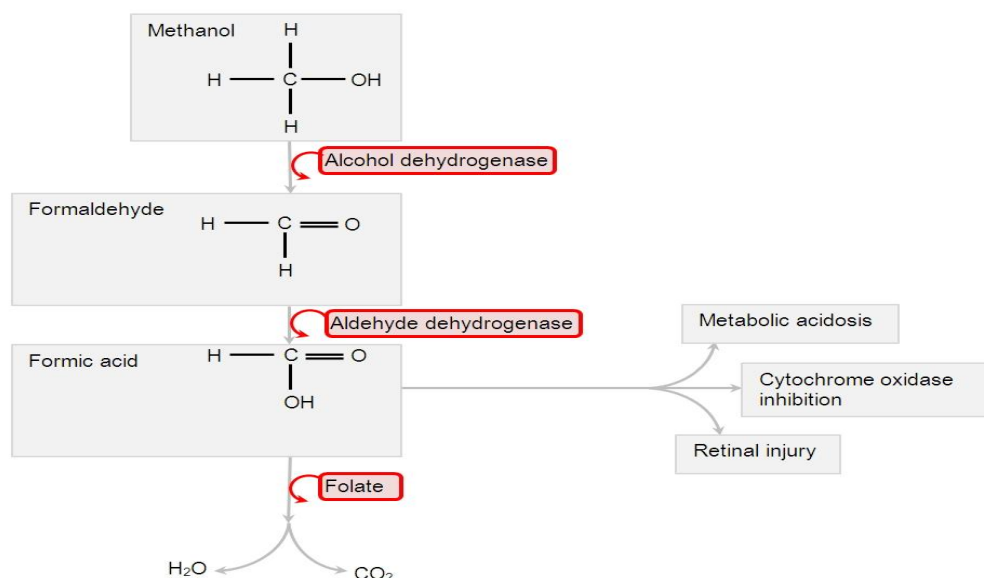 Methanol
H
H
C
OH
H
Alcohol dehydrogenase
Formaldehyde
H
C
O
H
Aldehyde dehydrogenase
Formic acid
H
C
O
OH
Metabolic acidosis
Cytochrome oxidase
inhibition
Retinal injury
Folate
H₂O
CO₂